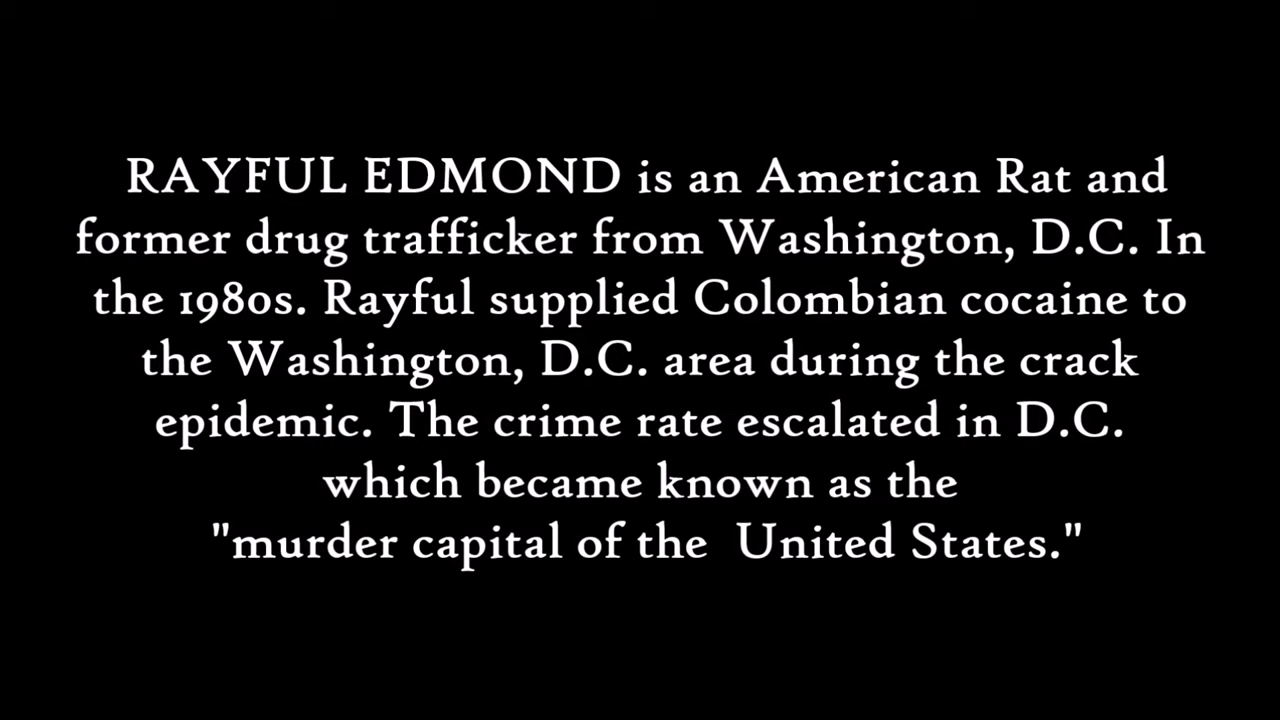 RAYFUL EDMOND is an American Rat and
former drug trafficker from Washington, D.C. In
the 1980s. Rayful supplied Colombian cocaine to
the Washington, D.C. area during the crack
epidemic. The crime rate escalated in D.C.
which became known as the
"murder capital of the  United States."